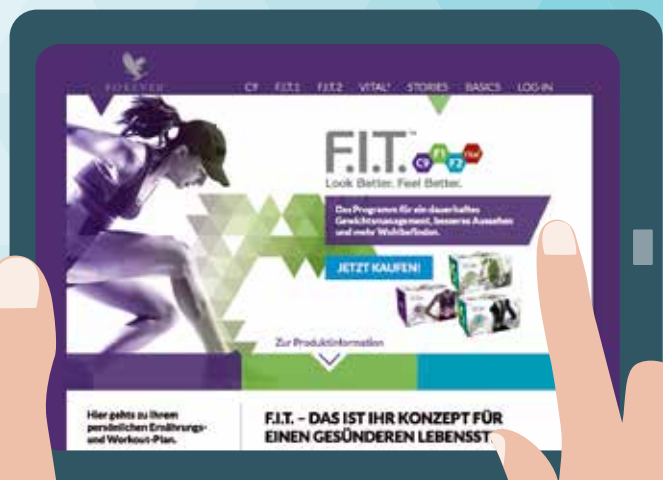 FOREVER
C9 F.I.T.1 F.I.T.2 VITAL⁵ STORIES BASICS LOG-IN
F.I.T.™
C9 F1 F2 Vital⁵
Look Better. Feel Better.
Das Programm für ein dauerhaftes
Gewichtsmanagement, besseres Aussehen
und mehr Wohlbefinden.
JETZT KAUFEN!
Zur Produktinformation
Hier gehts zu Ihrem
persönlichen Ernährungs-
und Workout-Plan.
F.I.T. – DAS IST IHR KONZEPT FÜR
EINEN GESÜNDEREN LEBENSST